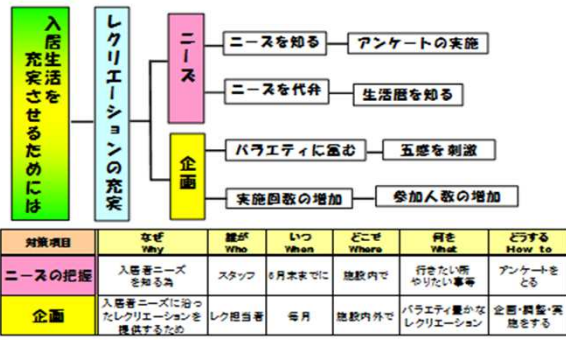 入居生活を
充実させるためには
レクリエーションの充実
ニーズ
ニーズを知る
アンケートの実施
ニーズを代弁
生活暦を知る
企画
バラエティに富む
五感を刺激
実施回数の増加
参加人数の増加
対策項目
なぜ
Why
誰が
Who
いつ
When
どこで
Where
何を
What
どうする
How to
ニーズの把握
入居者ニーズ
を知る為
スタッフ
6月末までに
施設内で
行きたい所
やりたい事等
アンケートを
とる
企画
入居者ニーズに沿っ
たレクリエーションを
提供するため
レク担当者
毎月
施設内外で
バラエティ豊かな
レクリエーション
企画・調整・実
施をする